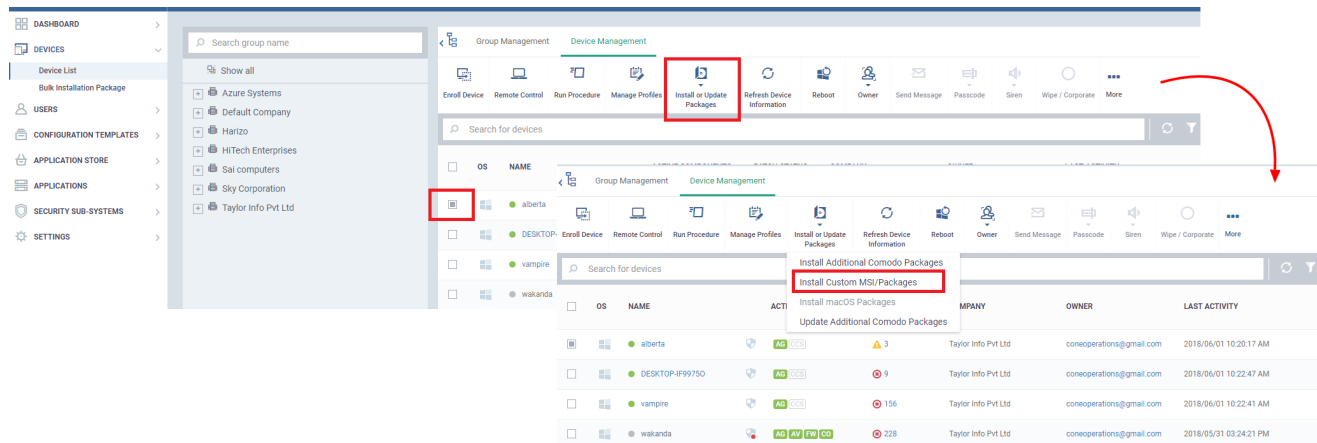 DASHBOARD
DEVICES
Device List
Bulk Installation Package
USERS
CONFIGURATION TEMPLATES
APPLICATION STORE
APPLICATIONS
SECURITY SUB-SYSTEMS
SETTINGS
Search group name
Show all
Azure Systems
Default Company
Harizo
HiTech Enterprises
Sai computers
Sky Corporation
Taylor Info Pvt Ltd
Group Management Device Management
Enroll Device Remote Control Run Procedure Manage Profiles Install or Update Packages Refresh Device Information Reboot Owner Send Message Passcode Siren Wipe / Corporate More
Search for devices
OS NAME
alberta
DESKTOP-
vampire
wakanda
Group Management Device Management
Enroll Device Remote Control Run Procedure Manage Profiles Install or Update Packages Refresh Device Information Reboot Owner Send Message Passcode Siren Wipe / Corporate More
Install Additional Comodo Packages
Install Custom MSI/Packages
Install macOS Packages
Update Additional Comodo Packages
Search for devices
OS NAME ACTI MPANY OWNER LAST ACTIVITY
alberta AG CCS 3 Taylor Info Pvt Ltd coneoperations@gmail.com 2018/06/01 10:20:17 AM
DESKTOP-IF9975O AG CCS 9 Taylor Info Pvt Ltd coneoperations@gmail.com 2018/06/01 10:22:47 AM
vampire AG CCS 156 Taylor Info Pvt Ltd coneoperations@gmail.com 2018/06/01 10:22:41 AM
wakanda AG AV FW CO 228 Taylor Info Pvt Ltd coneoperations@gmail.com 2018/05/31 03:24:21 PM